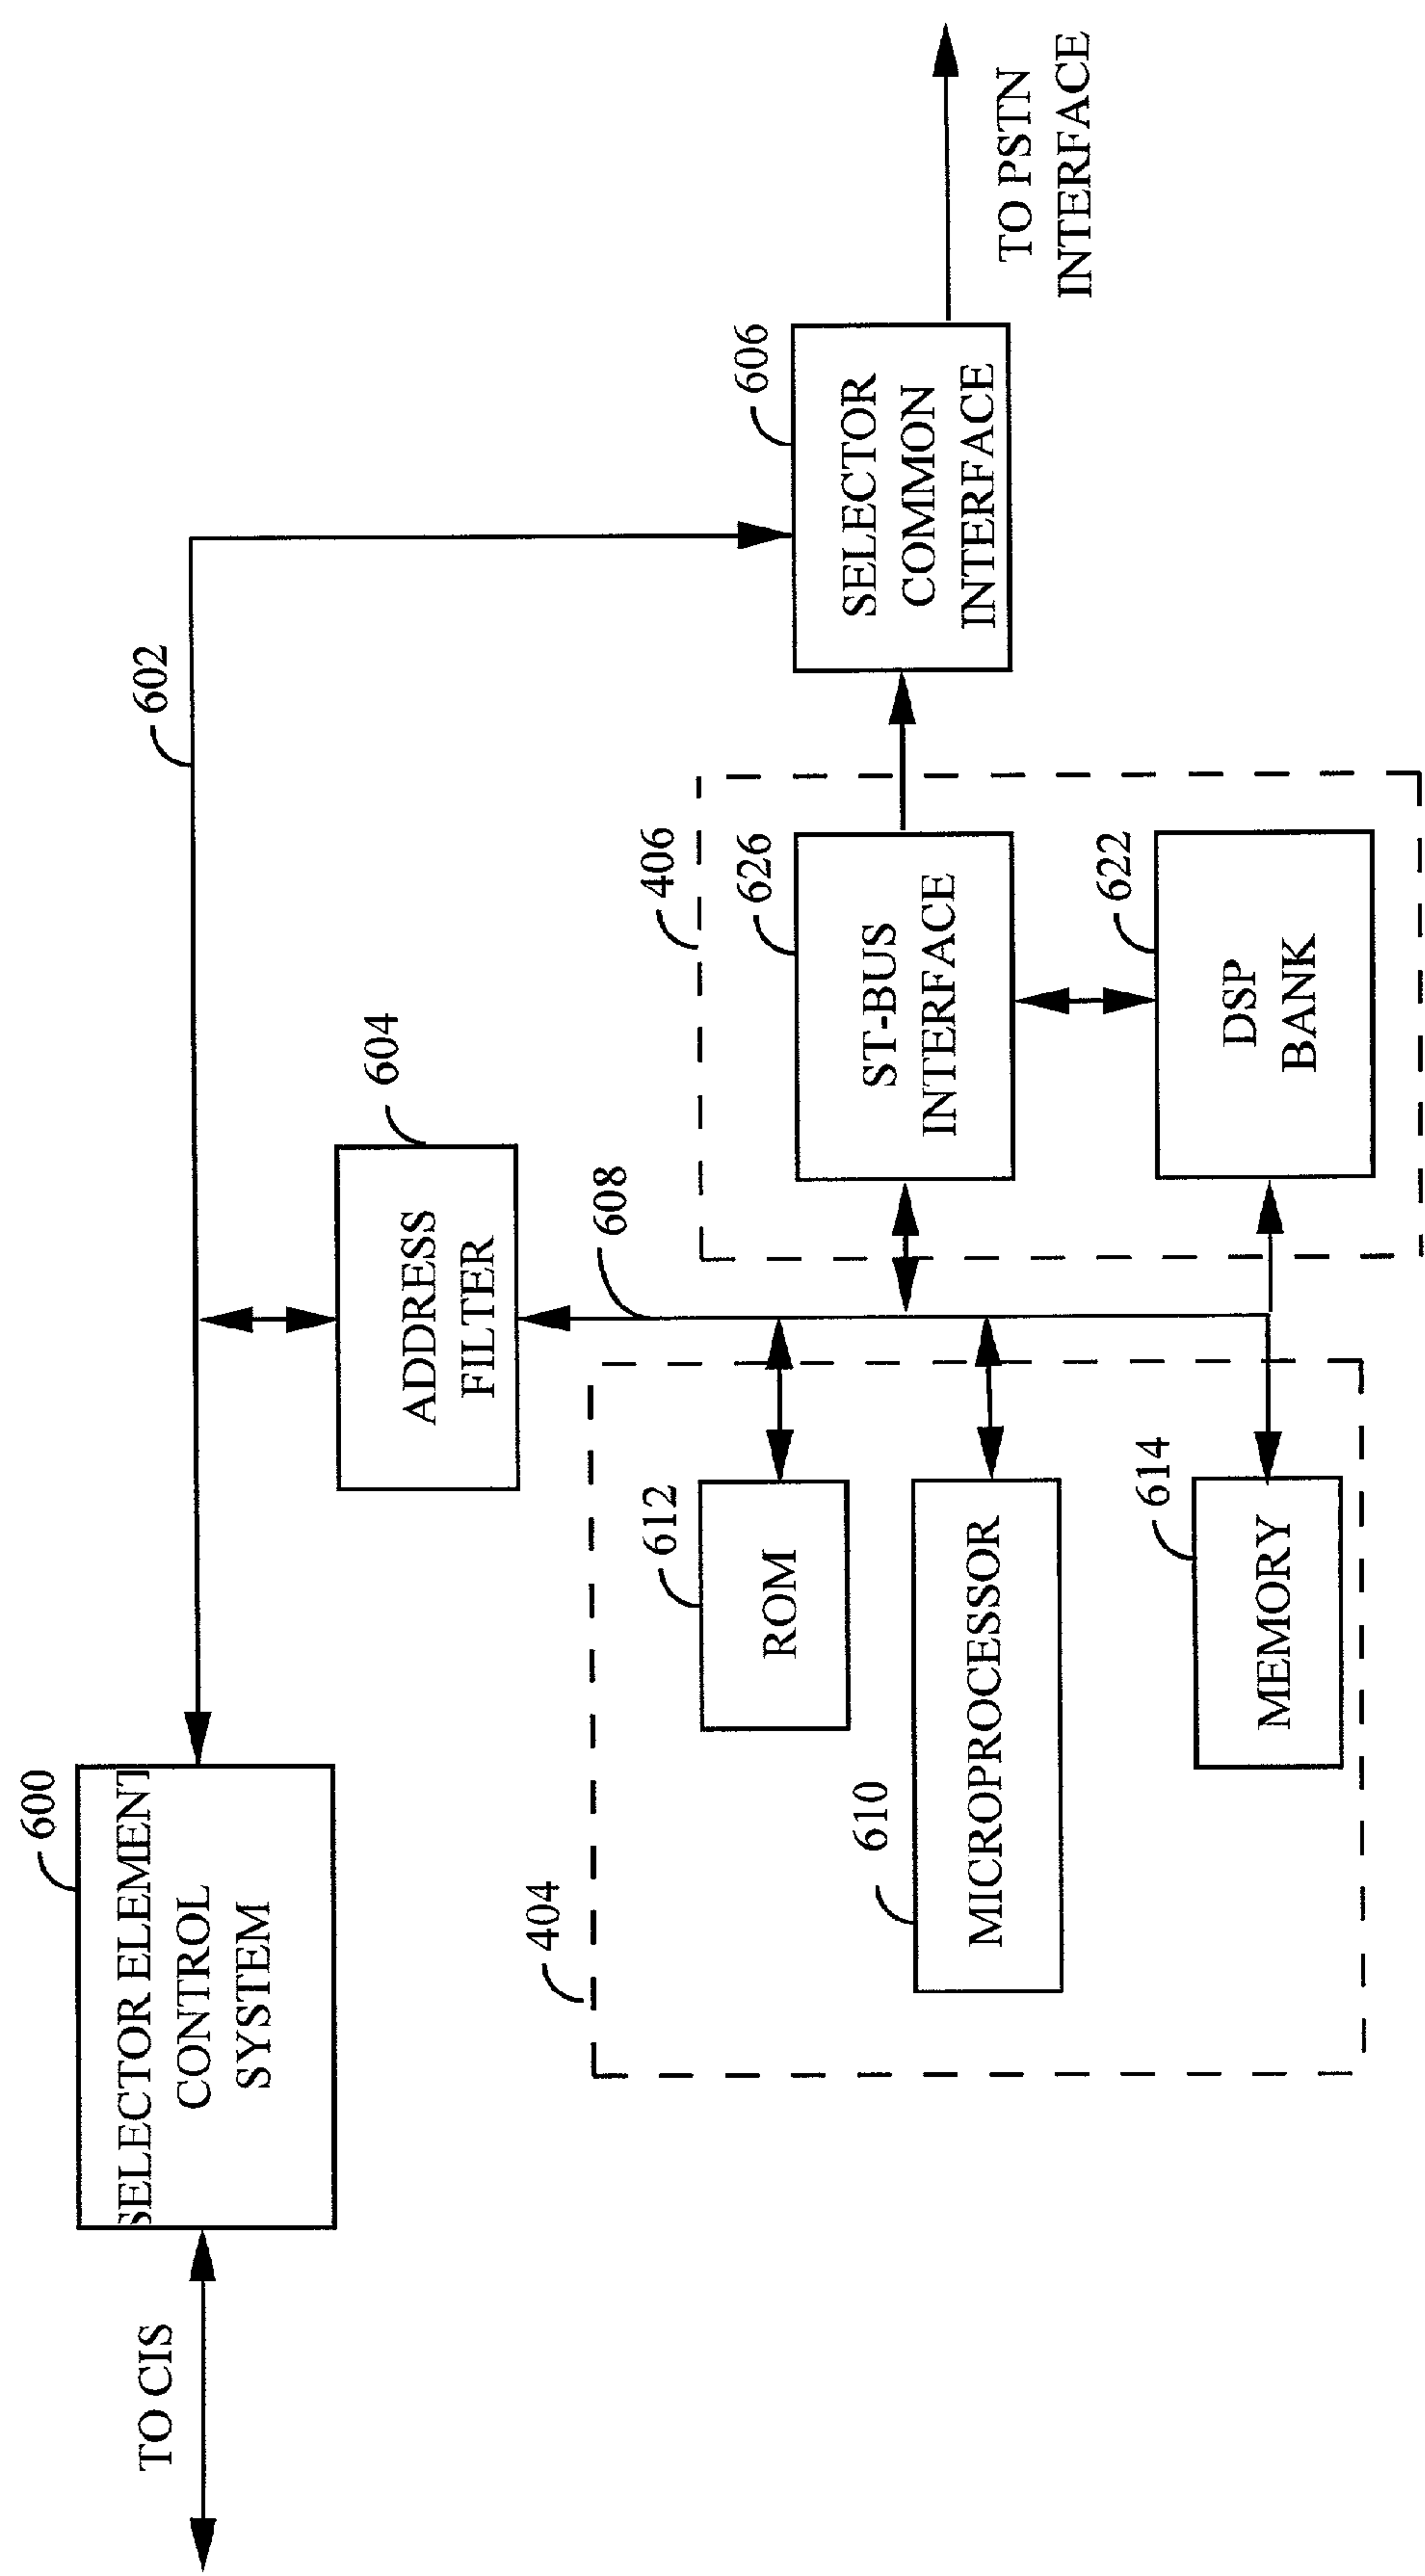 TO CIS
600
SELECTOR ELEMENT
CONTROL
SYSTEM
602
604
ADDRESS
FILTER
608
404
612
ROM
610
MICROPROCESSOR
614
MEMORY
406
626
ST-BUS
INTERFACE
622
DSP
BANK
606
SELECTOR
COMMON
INTERFACE
TO PSTN
INTERFACE